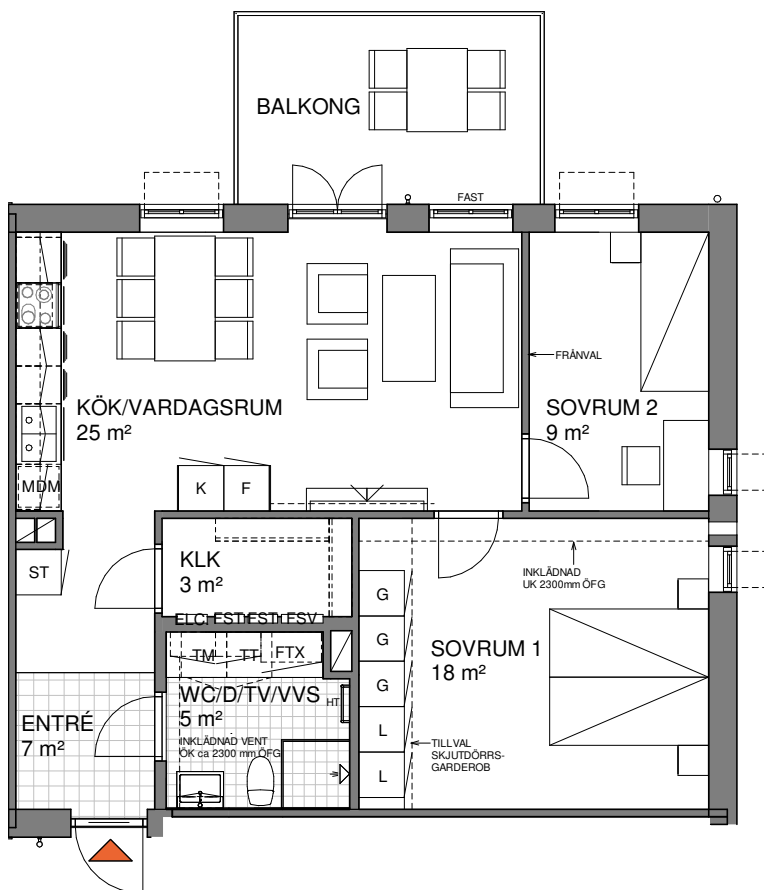 BALKONG
FAST
FRÅNVAL
KÖK/VARDAGSRUM
25 m²
SOVRUM 2
9 m²
MDM
K
F
ST
KLK
3 m²
INKLÄDNAD
UK 2300mm ÖFG
G
G
G
L
L
ELC
FST
EST
FSV
TM
TT
FTX
SOVRUM 1
18 m²
WC/D/TV/VVS
5 m²
HT
INKLÄDNAD VENT
ÖK ca 2300 mm ÖFG
ENTRÉ
7 m²
TILLVAL
SKJUTDÖRRS-
GARDEROB